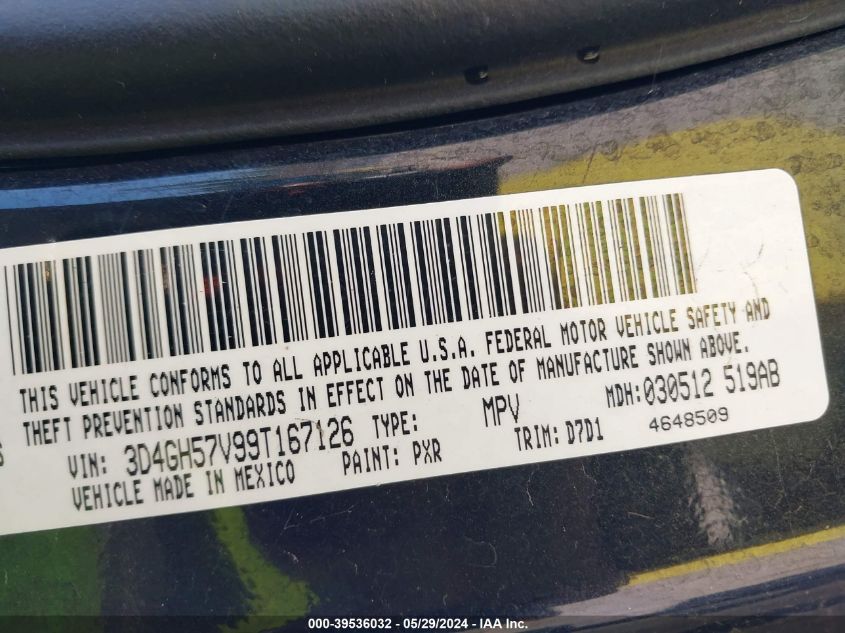 THIS VEHICLE CONFORMS TO ALL APPLICABLE U.S.A. FEDERAL MOTOR VEHICLE SAFETY AND
THEFT PREVENTION STANDARDS IN EFFECT ON THE DATE OF MANUFACTURE SHOWN ABOVE.
VIN: 3D4GH57V99T167126 TYPE: MPV MDH:030512 519AB
VEHICLE MADE IN MEXICO PAINT: PXR TRIM: D7D1 4648509
000-39536032 - 05/29/2024 - IAA Inc.